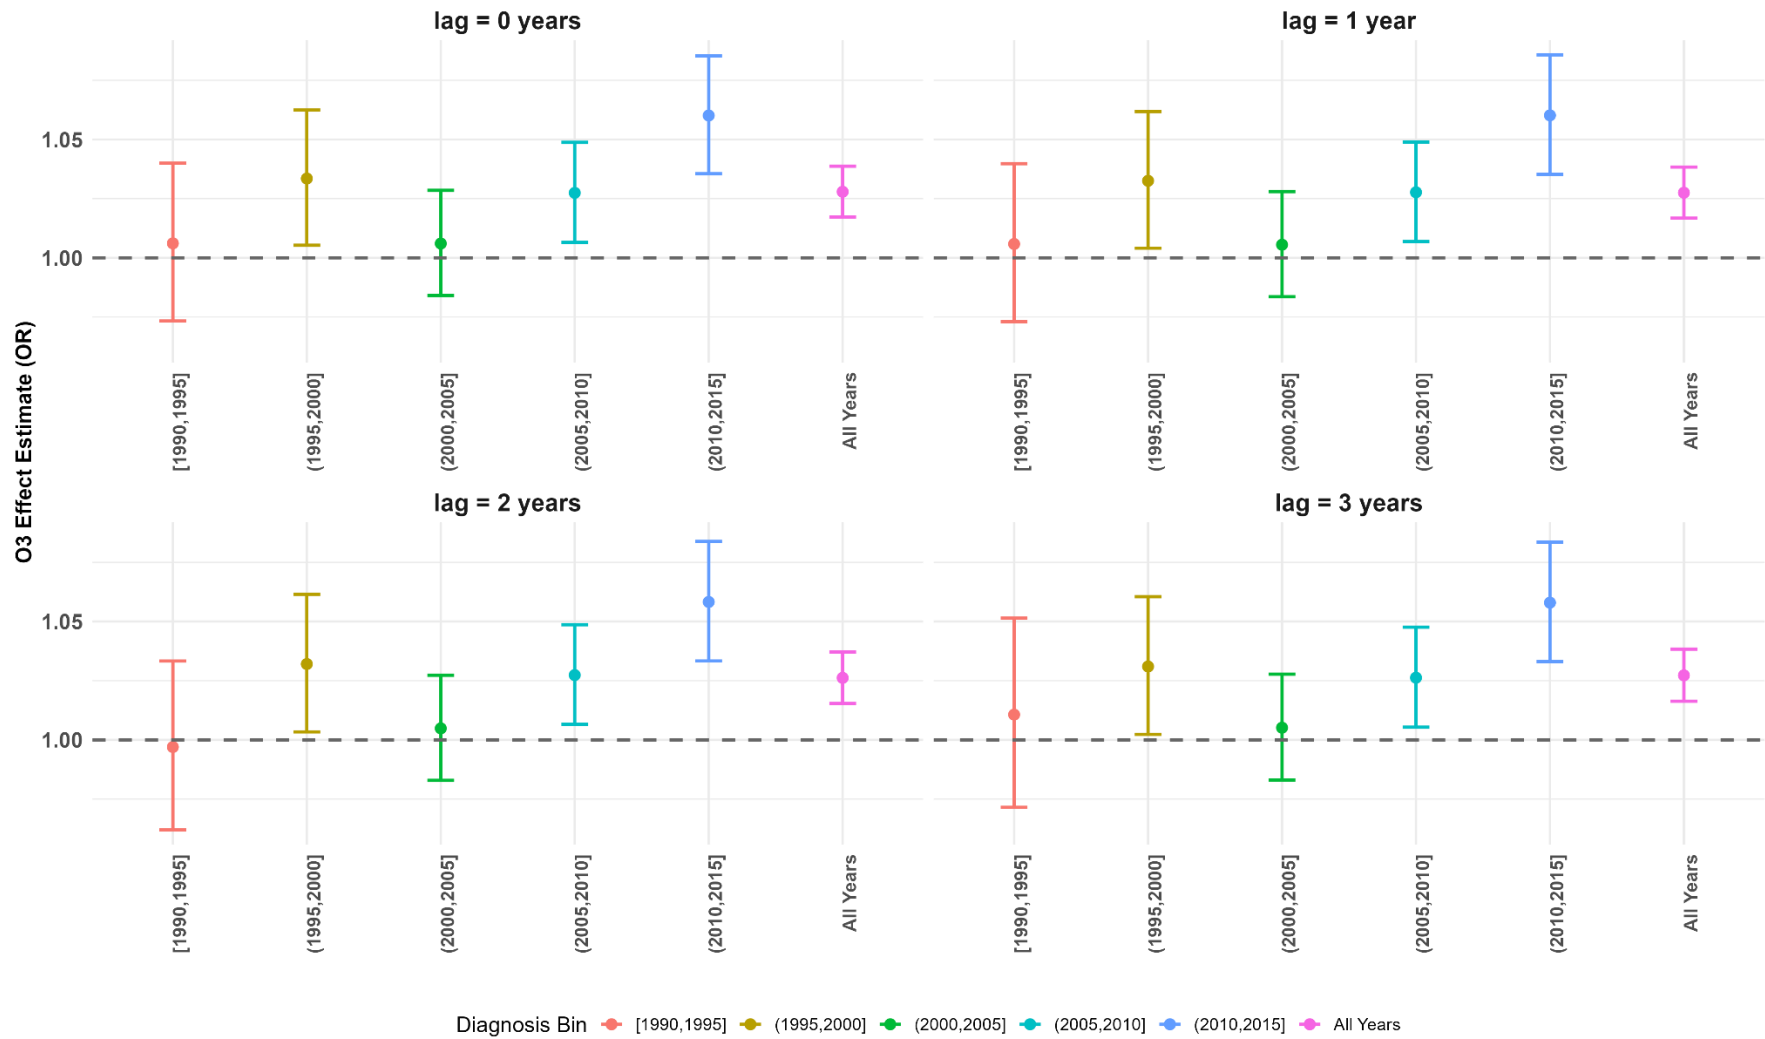 lag = 0 years
lag = 1 year
O3 Effect Estimate (OR)
1.05
1.00
[1990,1995]
(1995,2000]
(2000,2005]
(2005,2010]
(2010,2015]
All Years
[1990,1995]
(1995,2000]
(2000,2005]
(2005,2010]
(2010,2015]
All Years
lag = 2 years
lag = 3 years
1.05
1.00
[1990,1995]
(1995,2000]
(2000,2005]
(2005,2010]
(2010,2015]
All Years
[1990,1995]
(1995,2000]
(2000,2005]
(2005,2010]
(2010,2015]
All Years
Diagnosis Bin [1990,1995] (1995,2000] (2000,2005] (2005,2010] (2010,2015] All Years